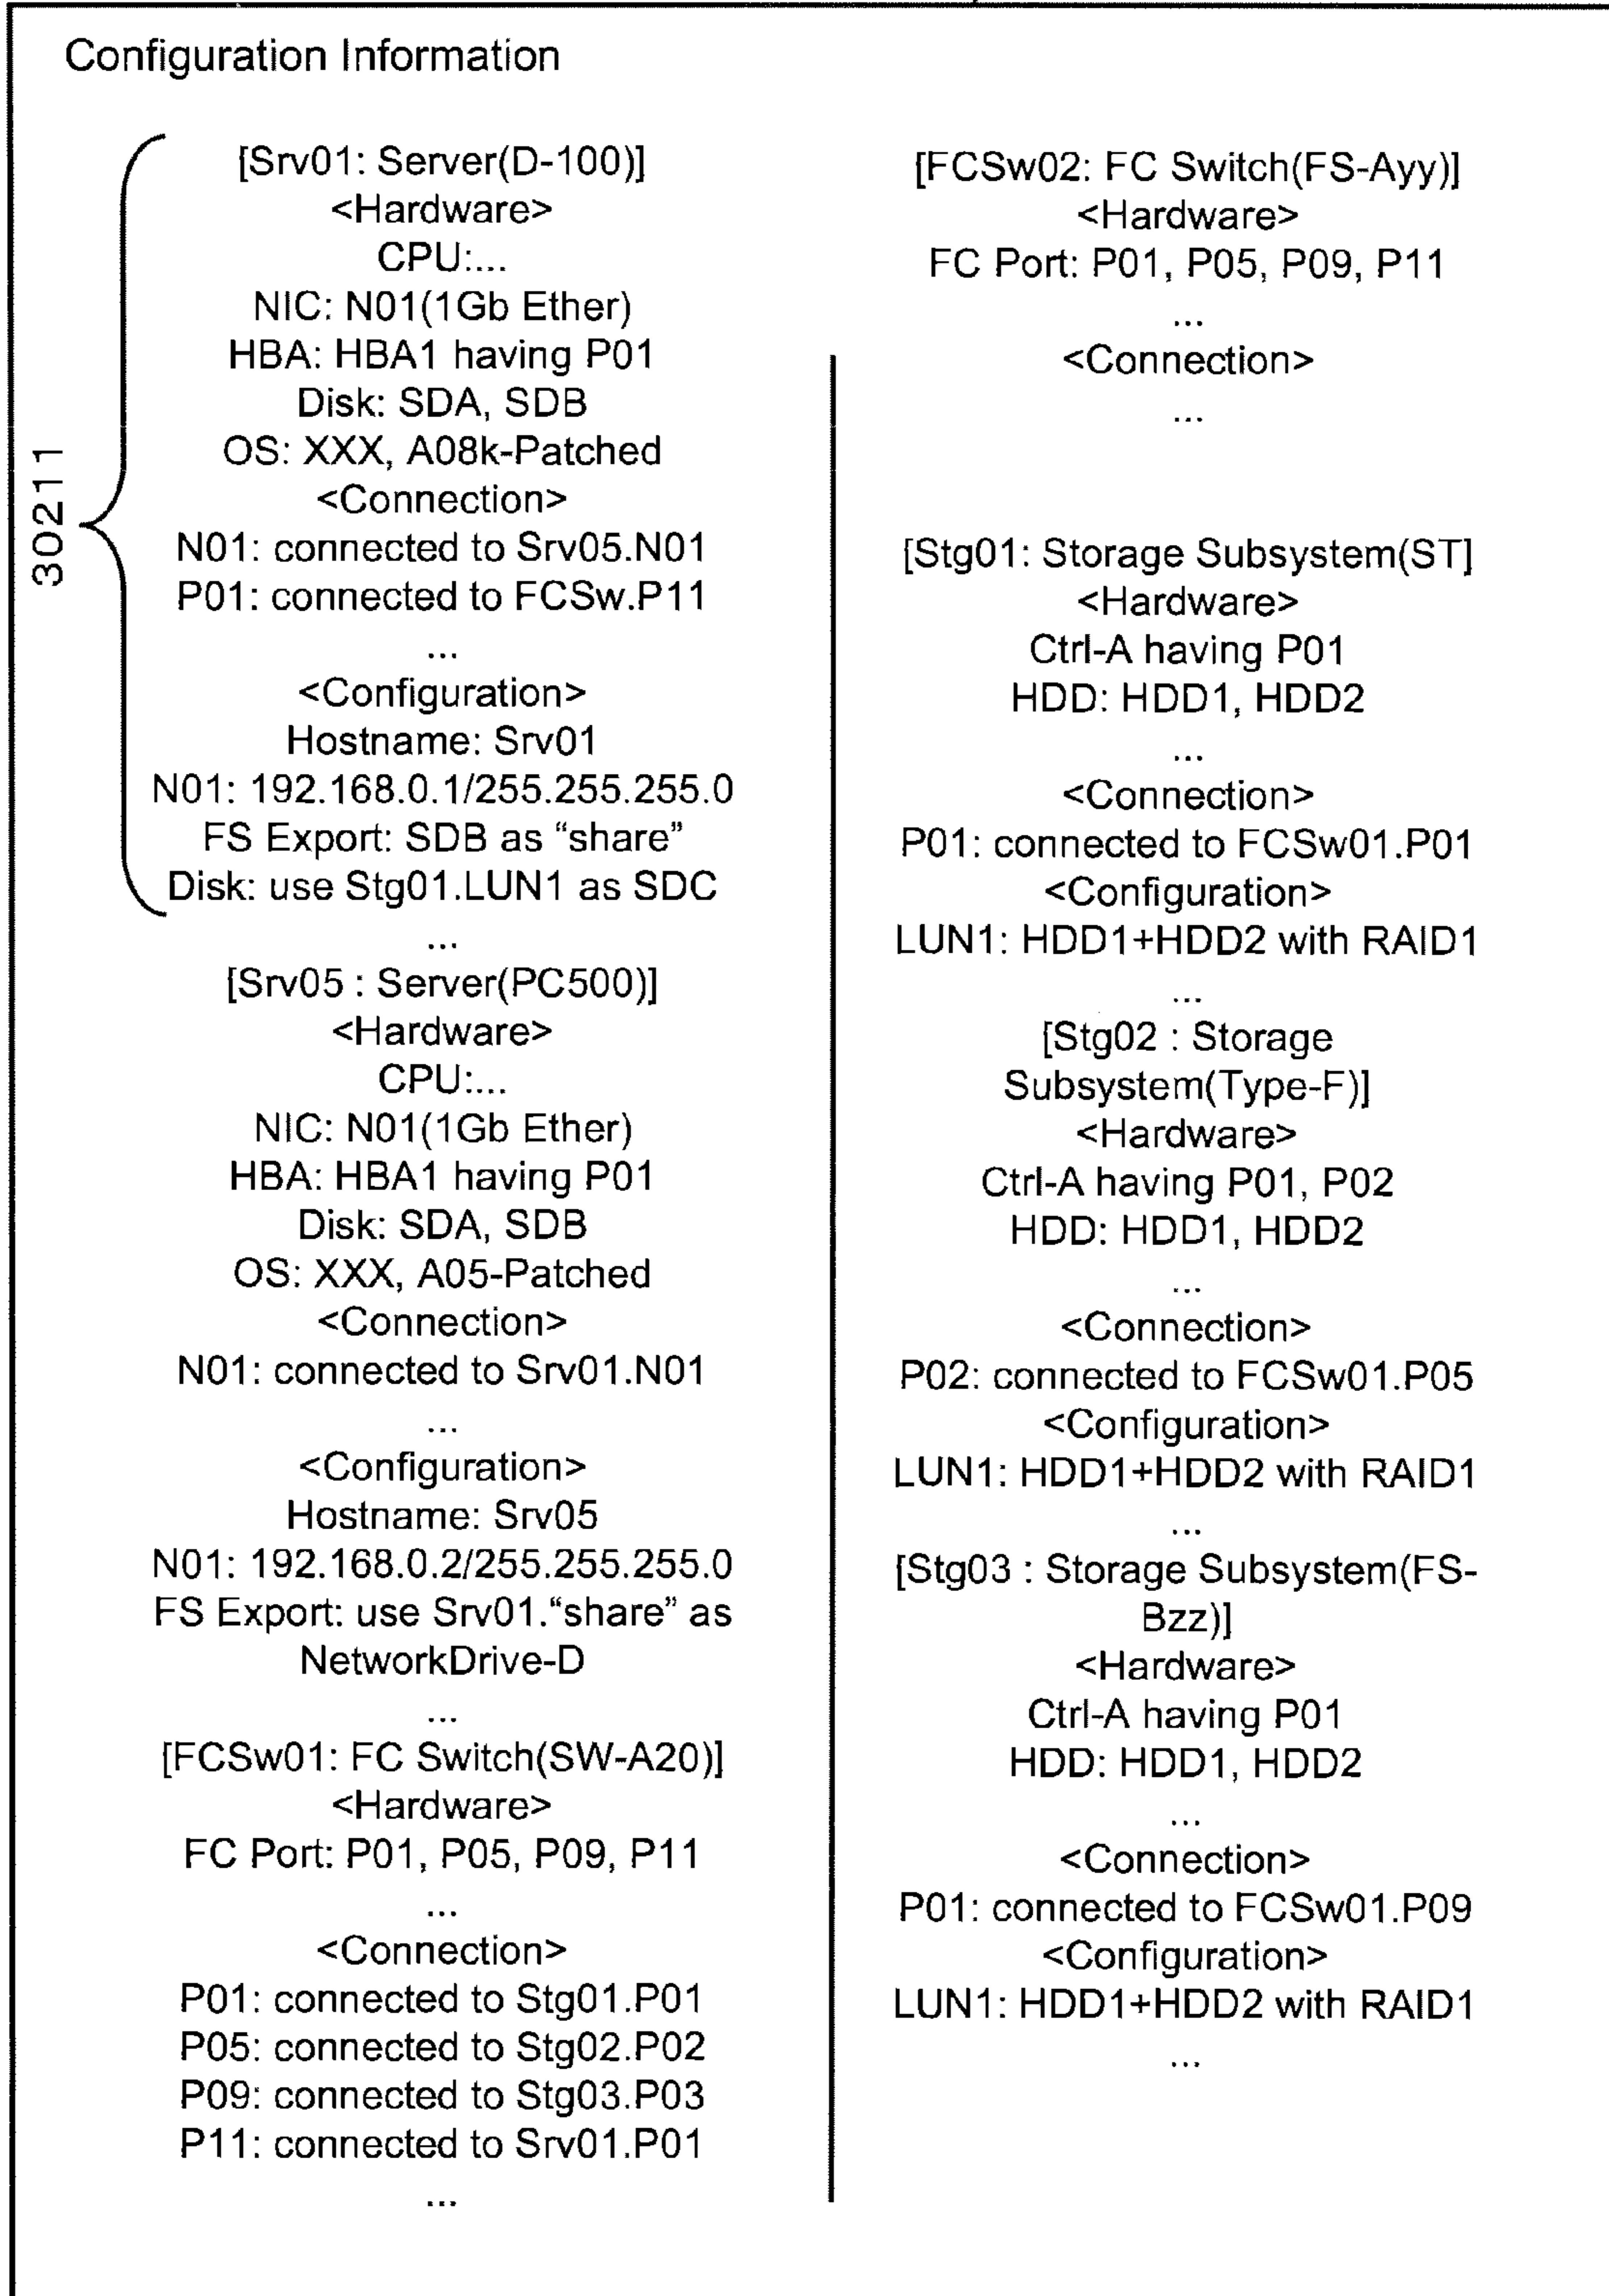 Configuration Information
30211
[Srv01: Server(D-100)]
<Hardware>
CPU:...
NIC: N01(1Gb Ether)
HBA: HBA1 having P01
Disk: SDA, SDB
OS: XXX, A08k-Patched
<Connection>
N01: connected to Srv05.N01
P01: connected to FCSw.P11
...
<Configuration>
Hostname: Srv01
N01: 192.168.0.1/255.255.255.0
FS Export: SDB as “share”
Disk: use Stg01.LUN1 as SDC
...
[Srv05 : Server(PC500)]
<Hardware>
CPU:...
NIC: N01(1Gb Ether)
HBA: HBA1 having P01
Disk: SDA, SDB
OS: XXX, A05-Patched
<Connection>
N01: connected to Srv01.N01
...
<Configuration>
Hostname: Srv05
N01: 192.168.0.2/255.255.255.0
FS Export: use Srv01.“share” as
NetworkDrive-D
...
[FCSw01: FC Switch(SW-A20)]
<Hardware>
FC Port: P01, P05, P09, P11
...
<Connection>
P01: connected to Stg01.P01
P05: connected to Stg02.P02
P09: connected to Stg03.P03
P11: connected to Srv01.P01
...
[FCSw02: FC Switch(FS-Ayy)]
<Hardware>
FC Port: P01, P05, P09, P11
...
<Connection>
...
[Stg01: Storage Subsystem(ST]
<Hardware>
Ctrl-A having P01
HDD: HDD1, HDD2
...
<Connection>
P01: connected to FCSw01.P01
<Configuration>
LUN1: HDD1+HDD2 with RAID1
...
[Stg02 : Storage
Subsystem(Type-F)]
<Hardware>
Ctrl-A having P01, P02
HDD: HDD1, HDD2
...
<Connection>
P02: connected to FCSw01.P05
<Configuration>
LUN1: HDD1+HDD2 with RAID1
...
[Stg03 : Storage Subsystem(FS-
Bzz)]
<Hardware>
Ctrl-A having P01
HDD: HDD1, HDD2
...
<Connection>
P01: connected to FCSw01.P09
<Configuration>
LUN1: HDD1+HDD2 with RAID1
...